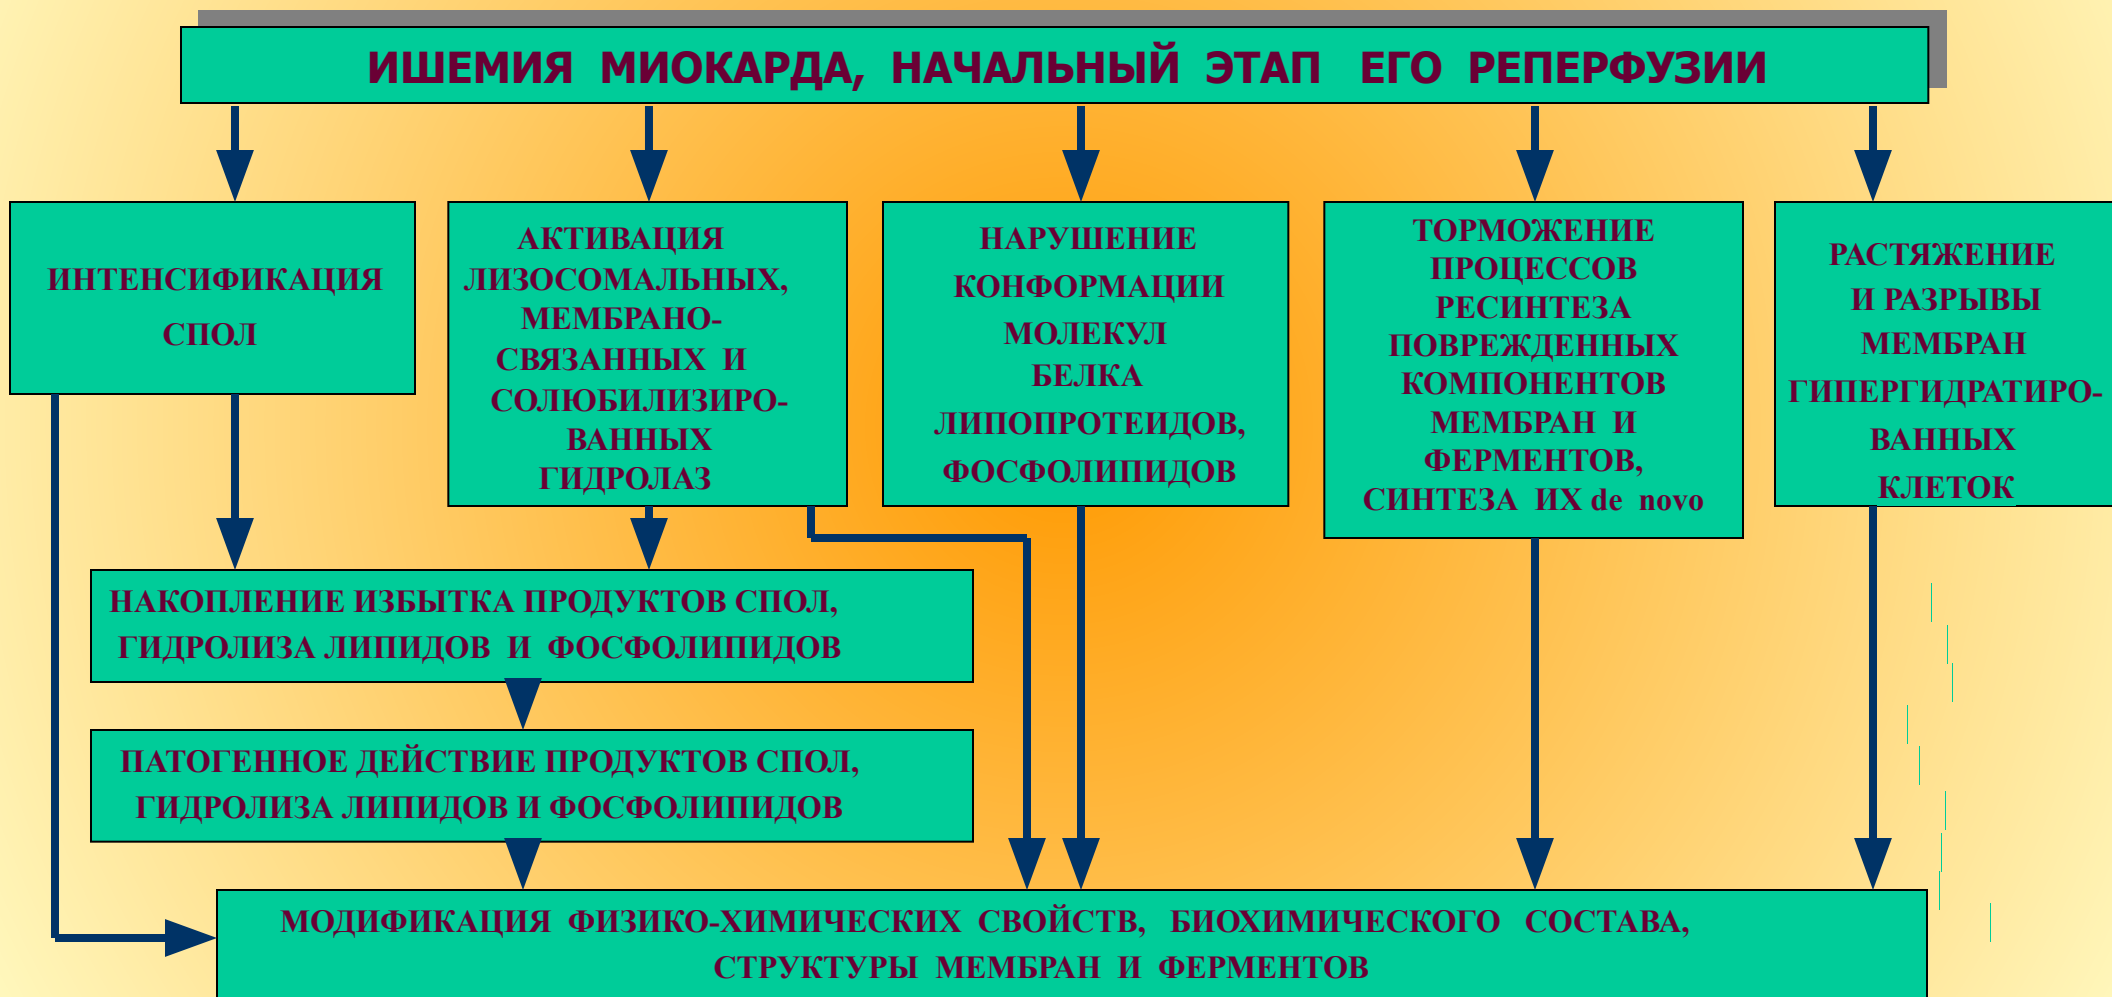 ИШЕМИЯ МИОКАРДА, НАЧАЛЬНЫЙ ЭТАП ЕГО РЕПЕРФУЗИИ
ИНТЕНСИФИКАЦИЯ
СПОЛ
АКТИВАЦИЯ
ЛИЗОСОМАЛЬНЫХ,
МЕМБРАНО-
СВЯЗАННЫХ И
СОЛЮБИЛИЗИРО-
ВАННЫХ
ГИДРОЛАЗ
НАРУШЕНИЕ
КОНФОРМАЦИИ
МОЛЕКУЛ
БЕЛКА
ЛИПОПРОТЕИДОВ,
ФОСФОЛИПИДОВ
ТОРМОЖЕНИЕ
ПРОЦЕССОВ
РЕСИНТЕЗА
ПОВРЕЖДЕННЫХ
КОМПОНЕНТОВ
МЕМБРАН И
ФЕРМЕНТОВ,
СИНТЕЗА ИХ de novo
РАСТЯЖЕНИЕ
И РАЗРЫВЫ
МЕМБРАН
ГИПЕРГИДРАТИРО-
ВАННЫХ
КЛЕТОК
НАКОПЛЕНИЕ ИЗБЫТКА ПРОДУКТОВ СПОЛ,
ГИДРОЛИЗА ЛИПИДОВ И ФОСФОЛИПИДОВ
ПАТОГЕННОЕ ДЕЙСТВИЕ ПРОДУКТОВ СПОЛ,
ГИДРОЛИЗА ЛИПИДОВ И ФОСФОЛИПИДОВ
МОДИФИКАЦИЯ ФИЗИКО-ХИМИЧЕСКИХ СВОЙСТВ, БИОХИМИЧЕСКОГО СОСТАВА,
СТРУКТУРЫ МЕМБРАН И ФЕРМЕНТОВ